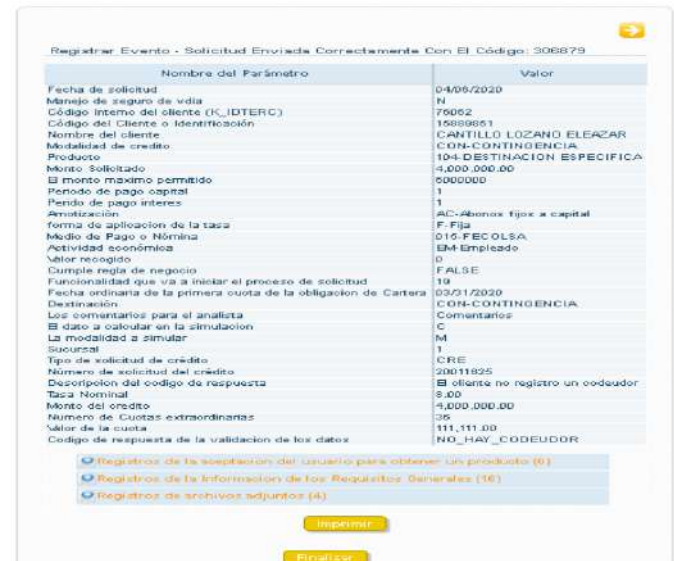 Registrar Evento - Solicitud Enviada Correctamente Con El Código: 306879
Nombre del Parámetro Valor
Fecha de solicitud 04/06/2020
Manejo de seguro de vdia N
Código Interno del cliente (K_IDTERC) 76062
Código del Cliente o Identificación 15889851
Nombre del cliente CANTILLO LOZANO ELEAZAR
Modalidad de credito CON-CONTINGENCIA
Producto 104-DESTINACION ESPECIFICA
Monto Solicitado 4,000,000.00
El monto maximo permitido 6000000
Periodo de pago capital 1
Perido de pago interes 1
Amotización AC-Abonos fijos a capital
forma de aplicacion de la tasa F-Fija
Medio de Pago o Nómina 015-FECOLSA
Actividad económica EM-Empleado
Valor recogido 0
Cumple regla de negocio FALSE
Funcionalidad que va a iniciar el proceso de solicitud 19
Fecha ordinaria de la primera cuota de la obligacion de Cartera 03/31/2020
Destinación CON-CONTINGENCIA
Los comentarios para el analista Comentarios
El dato a calcular en la simulacion C
La modalidad a simular M
Sucursal 1
Tipo de solicitud de crédito CRE
Número de solicitud del crédito 20011825
Descripcion del codigo de respuesta El cliente no registro un codeudor
Tasa Nominal 8.00
Monto del credito 4,000,000.00
Numero de Cuotas extraordinarias 36
Valor de la cuota 111,111.00
Codigo de respuesta de la validacion de los datos NO_HAY_CODEUDOR
Registros de la aceptacion del usuario para obtener un producto (6)
Registros de la Informacion de los Requisitos Generales (16)
Registros de archivos adjuntos (4)
Imprimir
Finalizar